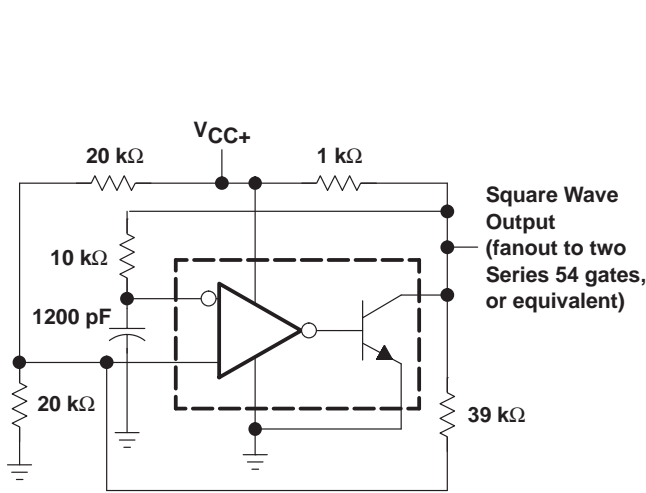 VCC+
20 kΩ
1 kΩ
Square Wave
Output
(fanout to two
Series 54 gates,
or equivalent)
10 kΩ
1200 pF
20 kΩ
39 kΩ